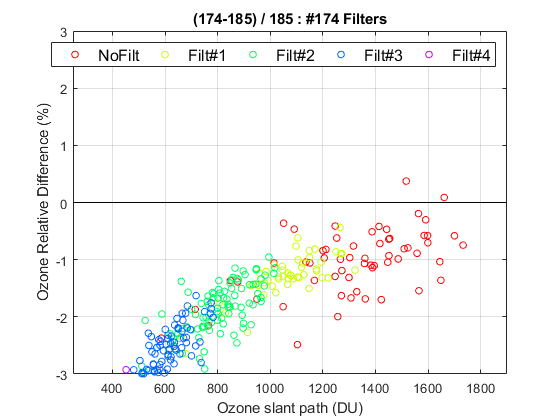 (174-185) / 185 : #174 Filters
NoFilt Filt#1 Filt#2 Filt#3 Filt#4
Ozone Relative Difference (%)
3
2
1
0
-1
-2
-3
400 600 800 1000 1200 1400 1600 1800
Ozone slant path (DU)